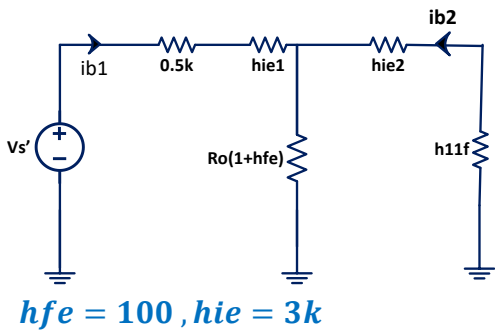 ib2
ib1
0.5k
hie1
hie2
Vs'
+
−
Ro(1+hfe)
h11f
hfe = 100 , hie = 3k